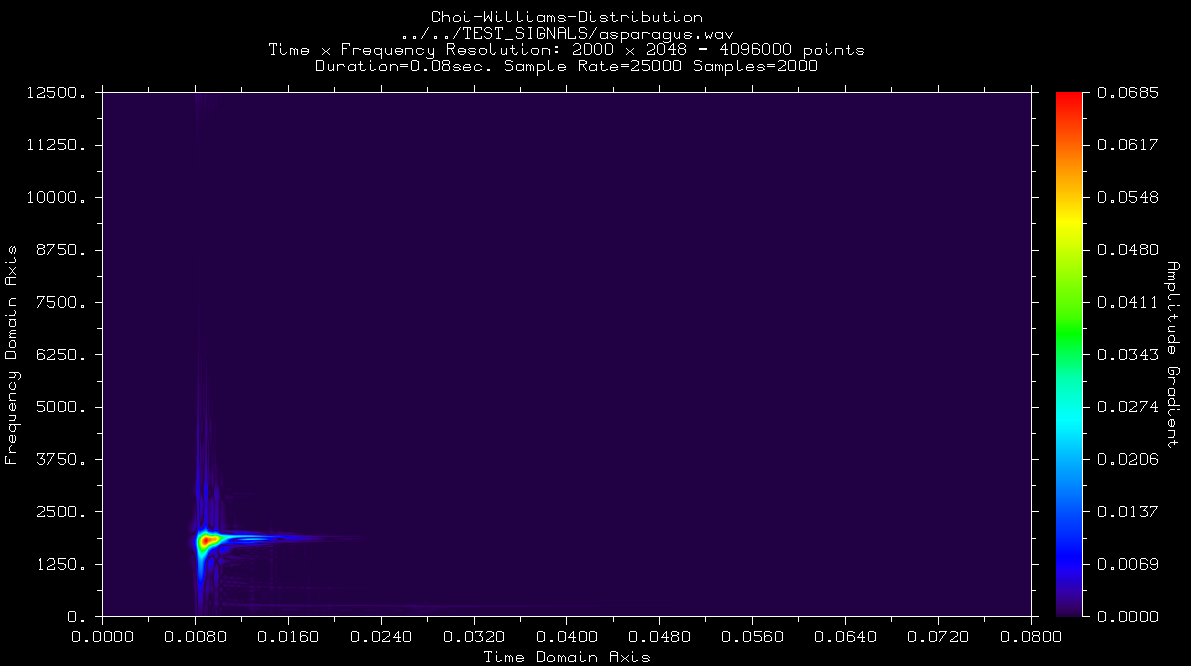 Choi-Williams-Distribution
../../TEST_SIGNALS/asparagus.wav
Time x Frequency Resolution: 2000 x 2048 - 4096000 points
Duration=0.08sec. Sample Rate=25000 Samples=2000
12500.
11250.
10000.
8750.
7500.
6250.
5000.
3750.
2500.
1250.
0.
Frequency Domain Axis
0.0000 0.0080 0.0160 0.0240 0.0320 0.0400 0.0480 0.0560 0.0640 0.0720 0.0800
Time Domain Axis
0.0685
0.0617
0.0548
0.0480
0.0411
0.0343
0.0274
0.0206
0.0137
0.0069
0.0000
Amplitude Gradient